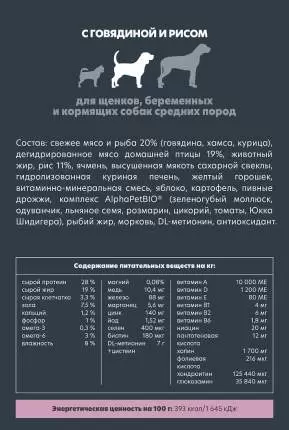 С ГОВЯДИНОЙ И РИСОМ
для щенков, беременных
и кормящих собак средних пород
Состав: свежее мясо и рыба 20% (говядина, хамса, курица),
дегидрированное мясо домашней птицы 19%, животный
жир, рис 11%, ячмень, высушенная мякоть сахарной свеклы,
гидролизованная куриная печень, желтый горошек,
витаминно-минеральная смесь, яблоко, картофель, пивные
дрожжи, комплекс AlphaPetBIO® (зеленогубый моллюск,
одуванчик, льняное семя, розмарин, цикорий, томаты, Юкка
Шидигера), рыбий жир, морковь, DL-метионин, антиоксидант.
Содержание питательных веществ на кг:
сырой протеин 28 %
сырой жир 19 %
сырая клетчатка 3,3 %
зола 7,5 %
кальций 1,2 %
фосфор 1 %
омега-3 0,3 %
омега-6 3 %
влажность 8 %
магний 0,08%
медь 10,4 мг
железо 88 мг
марганец 5,6 мг
цинк 140 мг
йод 1,52 мг
селен 400 мкг
биотин 180 мкг
DL-метионин 7 г
+цистин
витамин A 10 000 МЕ
витамин D 1 200 МЕ
витамин E 80 МЕ
витамин B1 4 мг
витамин B2 6 мг
витамин B6 1,8 мг
ниацин 20 мг
пантотеновая 12 мг
кислота
холин 1 700 мг
фолиевая 216 мкг
кислота
хондроитин 125 440 мкг
глюкозамин 35 840 мкг
Энергетическая ценность на 100 г: 393 ккал/1 645 кДж